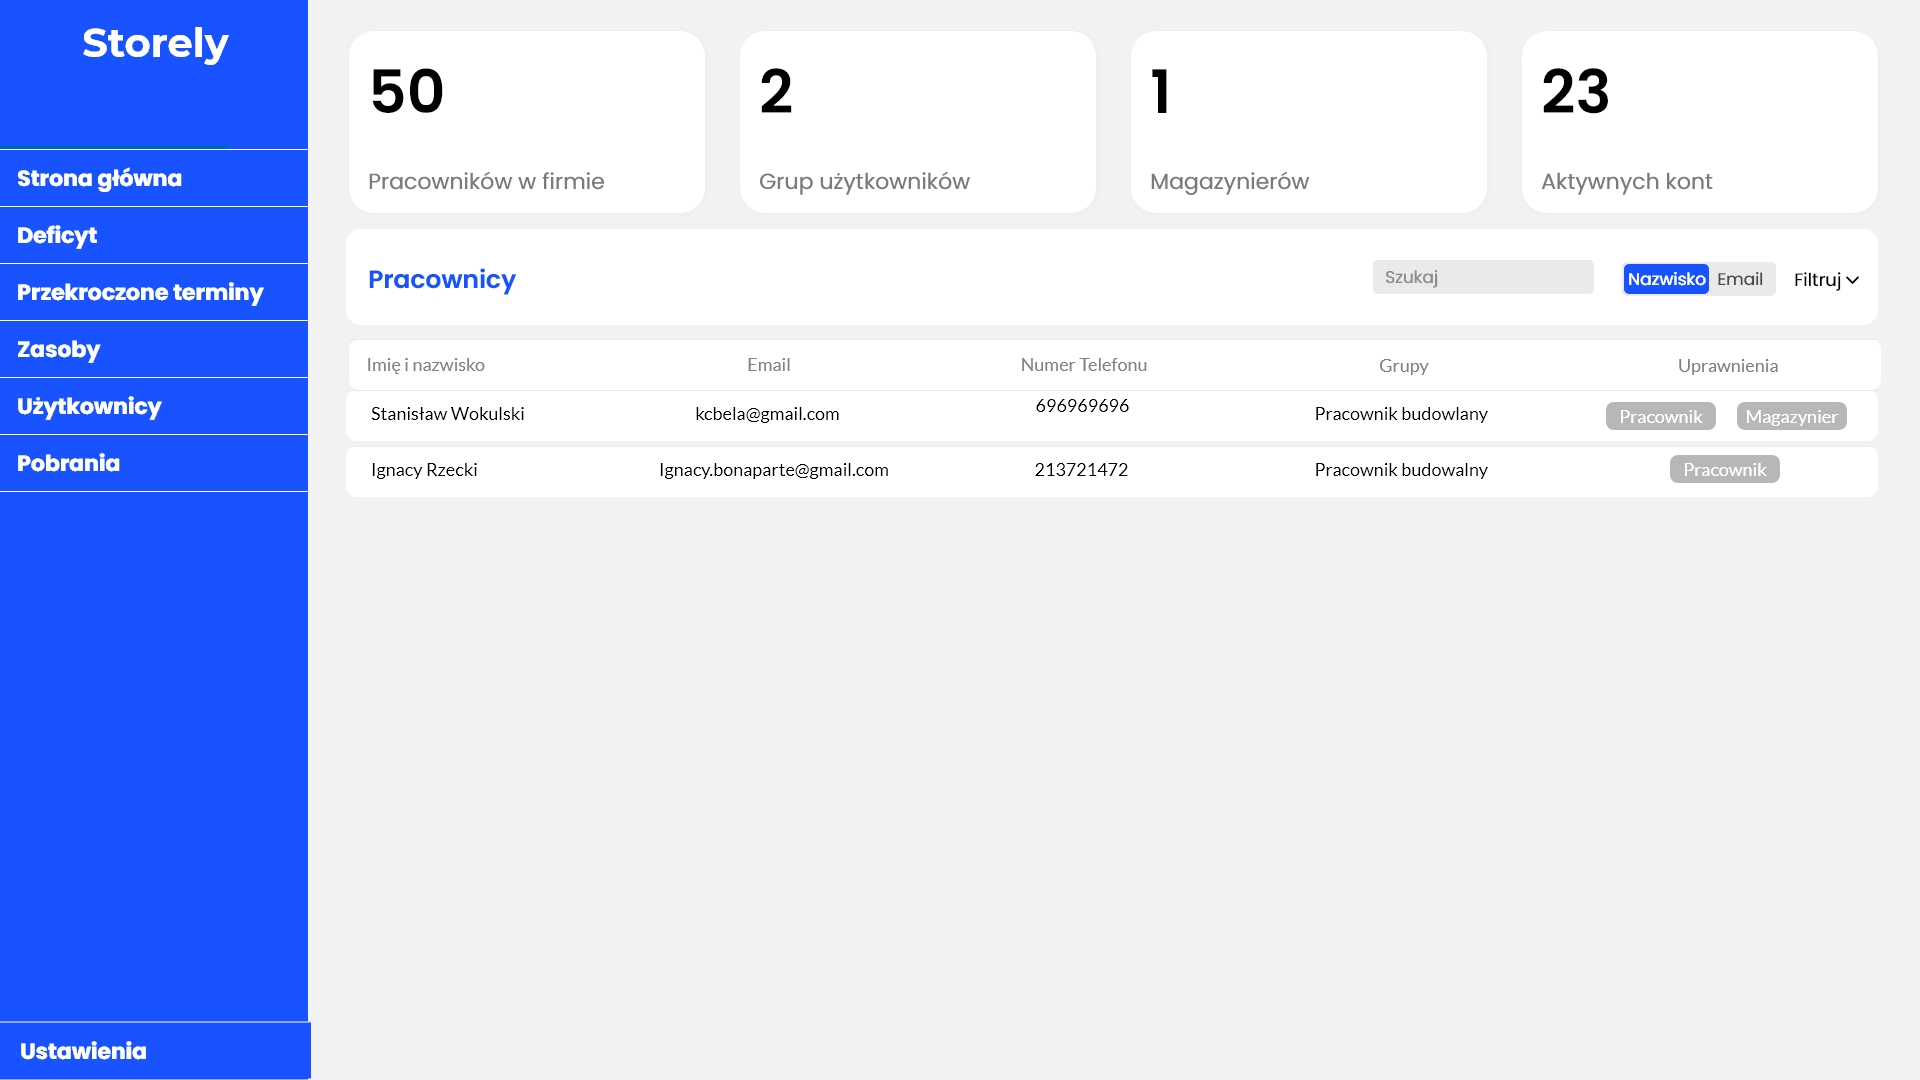 Storely
Strona główna
Deficyt
Przekroczone terminy
Zasoby
Użytkownicy
Pobrania
Ustawienia
50
Pracowników w firmie
2
Grup użytkowników
1
Magazynierów
23
Aktywnych kont
Pracownicy
Szukaj
Nazwisko Email
Filtruj
Imię i nazwisko Email Numer Telefonu Grupy Uprawnienia
Stanisław Wokulski kcbela@gmail.com 696969696 Pracownik budowlany Pracownik Magazynier
Ignacy Rzecki Ignacy.bonaparte@gmail.com 213721472 Pracownik budowalny Pracownik